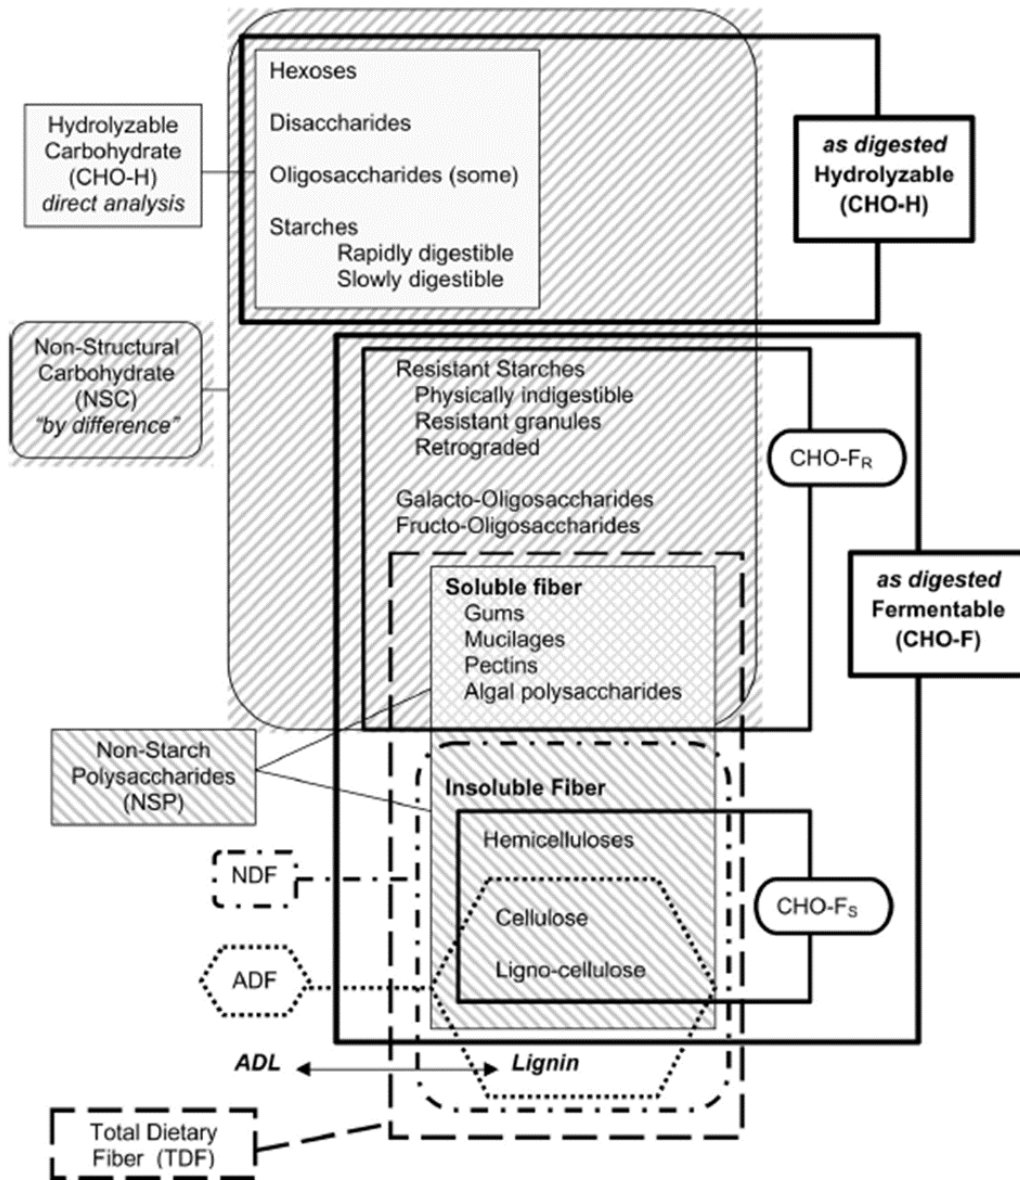 Hexoses
Disaccharides
Oligosaccharides (some)
Starches
Rapidly digestible
Slowly digestible
Hydrolyzable
Carbohydrate
(CHO-H)
direct analysis
as digested
Hydrolyzable
(CHO-H)
Non-Structural
Carbohydrate
(NSC)
"by difference"
Resistant Starches
Physically indigestible
Resistant granules
Retrograded
Galacto-Oligosaccharides
Fructo-Oligosaccharides
CHO-F_R
as digested
Fermentable
(CHO-F)
Soluble fiber
Gums
Mucilages
Pectins
Algal polysaccharides
Non-Starch
Polysaccharides
(NSP)
Insoluble Fiber
Hemicelluloses
Cellulose
Ligno-cellulose
CHO-F_S
NDF
ADF
ADL
Lignin
Total Dietary
Fiber (TDF)